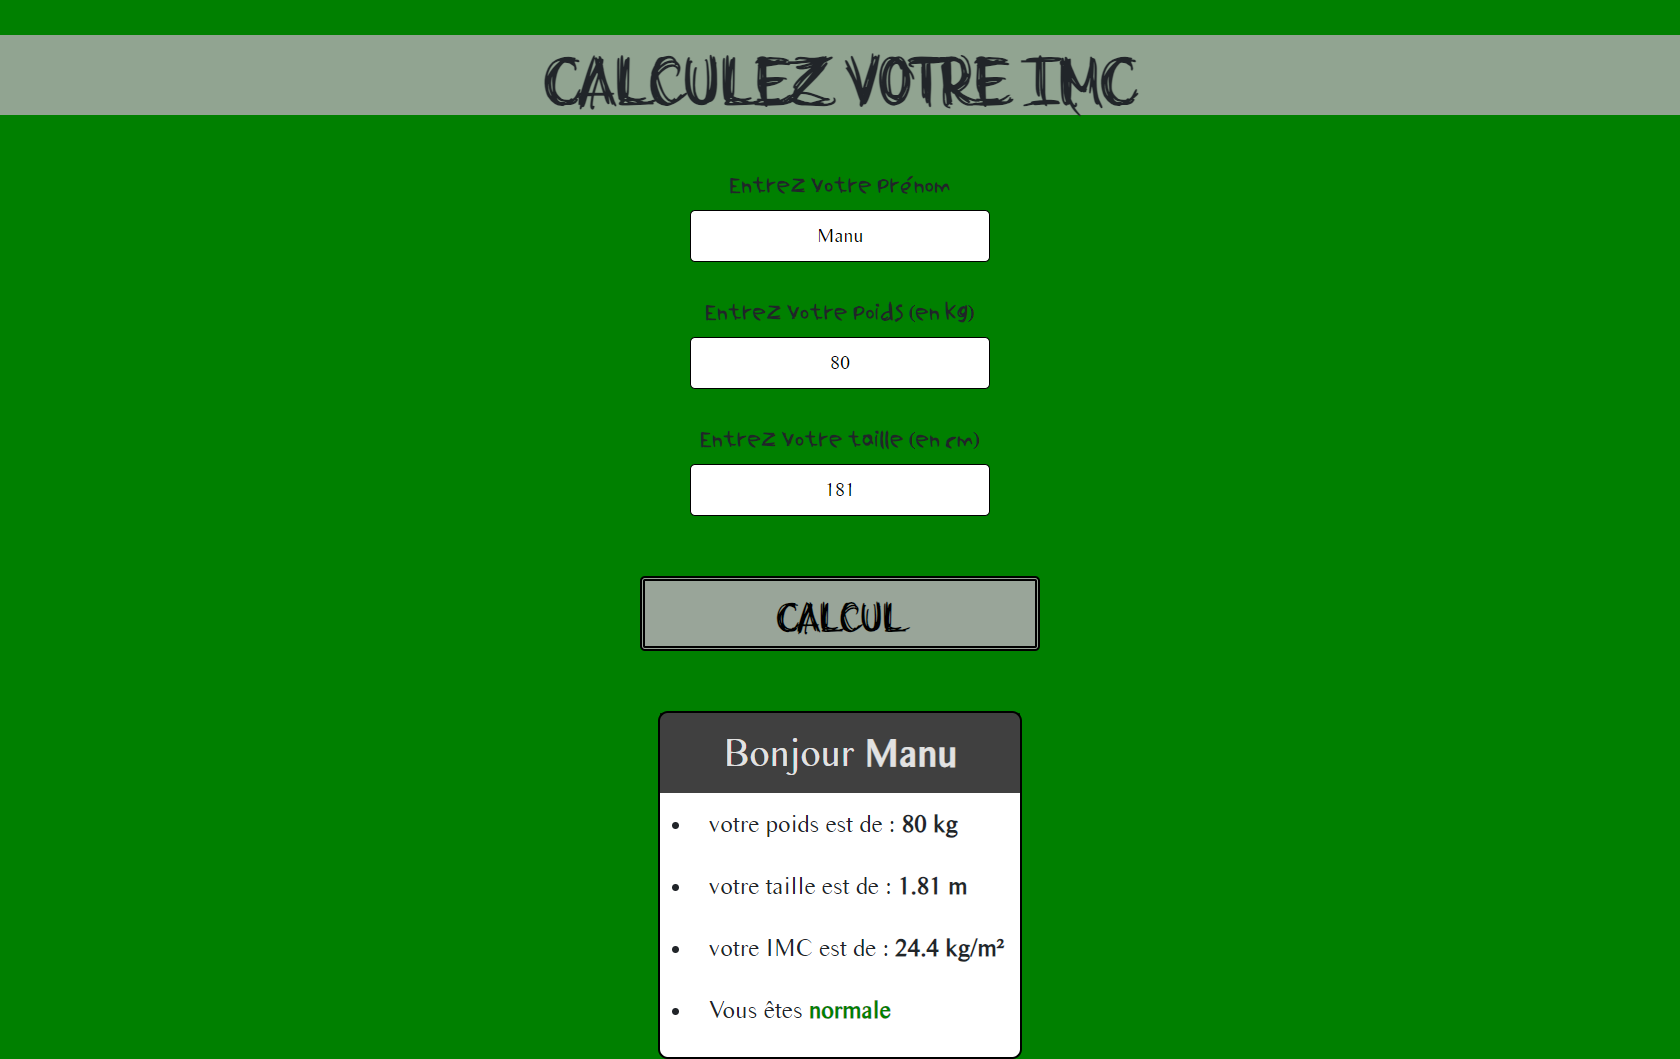 CALCULEZ VOTRE IMC
Entrez votre prénom
Manu
Entrez votre poids (en kg)
80
Entrez votre taille (en cm)
181
CALCUL
Bonjour Manu
votre poids est de : 80 kg
votre taille est de : 1.81 m
votre IMC est de : 24.4 kg/m²
Vous êtes normale